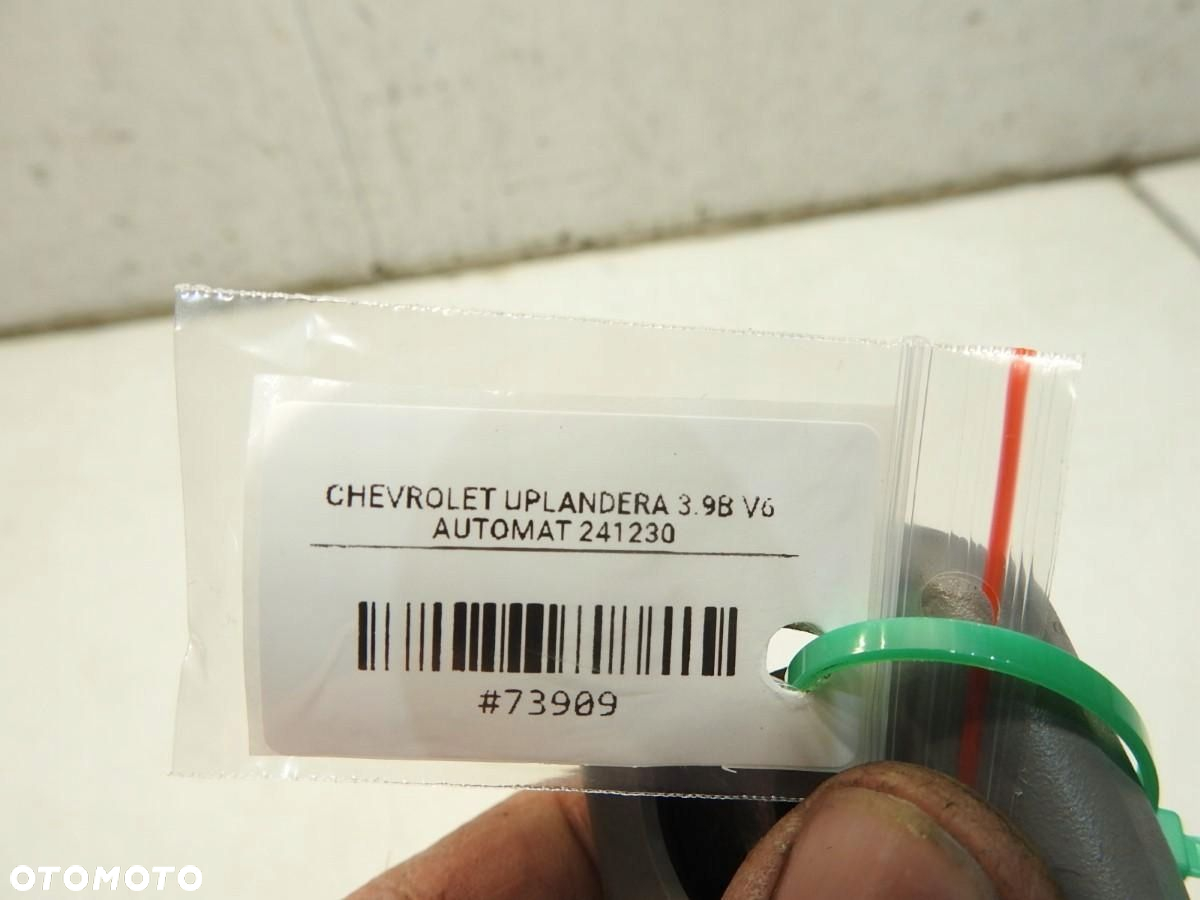 CHEVROLET UPLANDERA 3.9B V6
AUTOMAT 241230
#73909
OTOMOTO